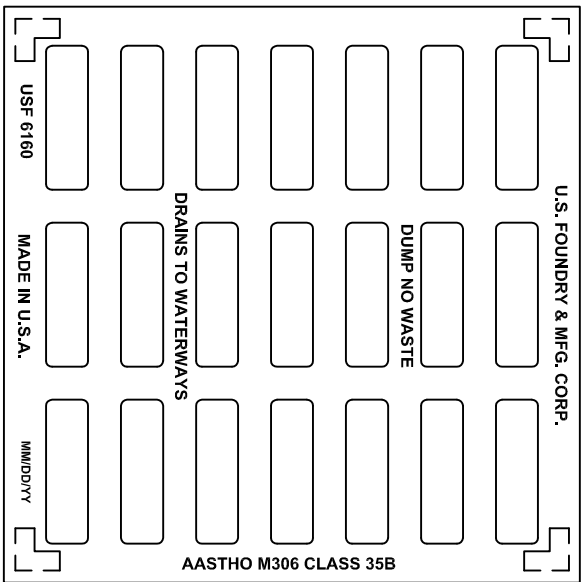 USF 6160
MADE IN U.S.A.
MM/DD/YY
DRAINS TO WATERWAYS
DUMP NO WASTE
U.S. FOUNDRY & MFG. CORP.
AASTHO M306 CLASS 35B